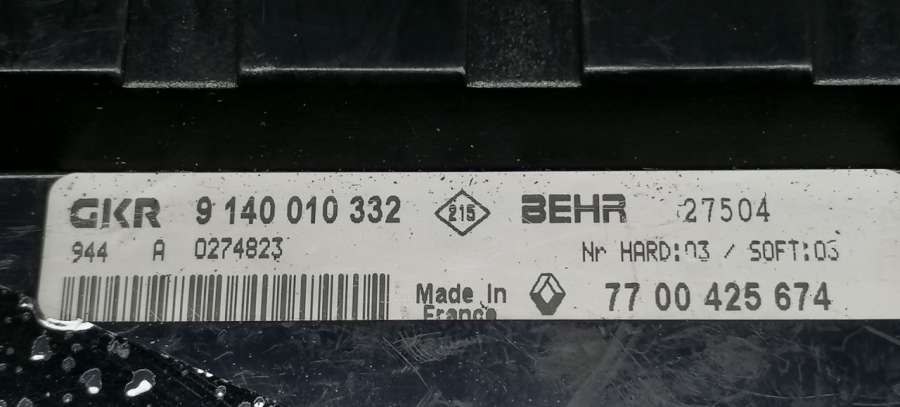 GKR 9 140 010 332 215 BEHR 27504
944 A 0274823 Nr HARD:03 / SOFT:03
Made In France 77 00 425 674